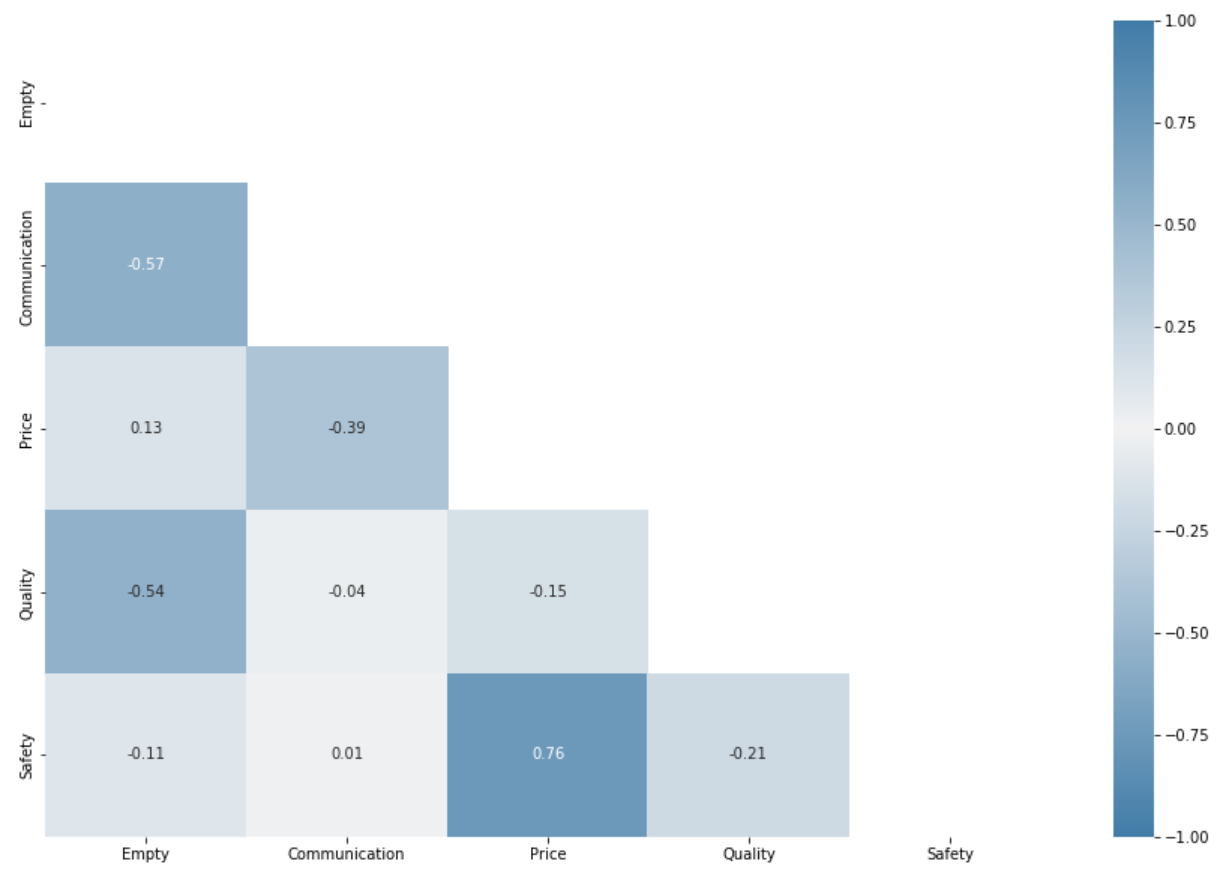 1.00
Empty
0.75
Communication
-0.57
0.50
0.25
Price
0.13
-0.39
0.00
Quality
-0.54
-0.04
-0.15
−0.25
−0.50
Safety
-0.11
0.01
0.76
-0.21
−0.75
−1.00
Empty
Communication
Price
Quality
Safety